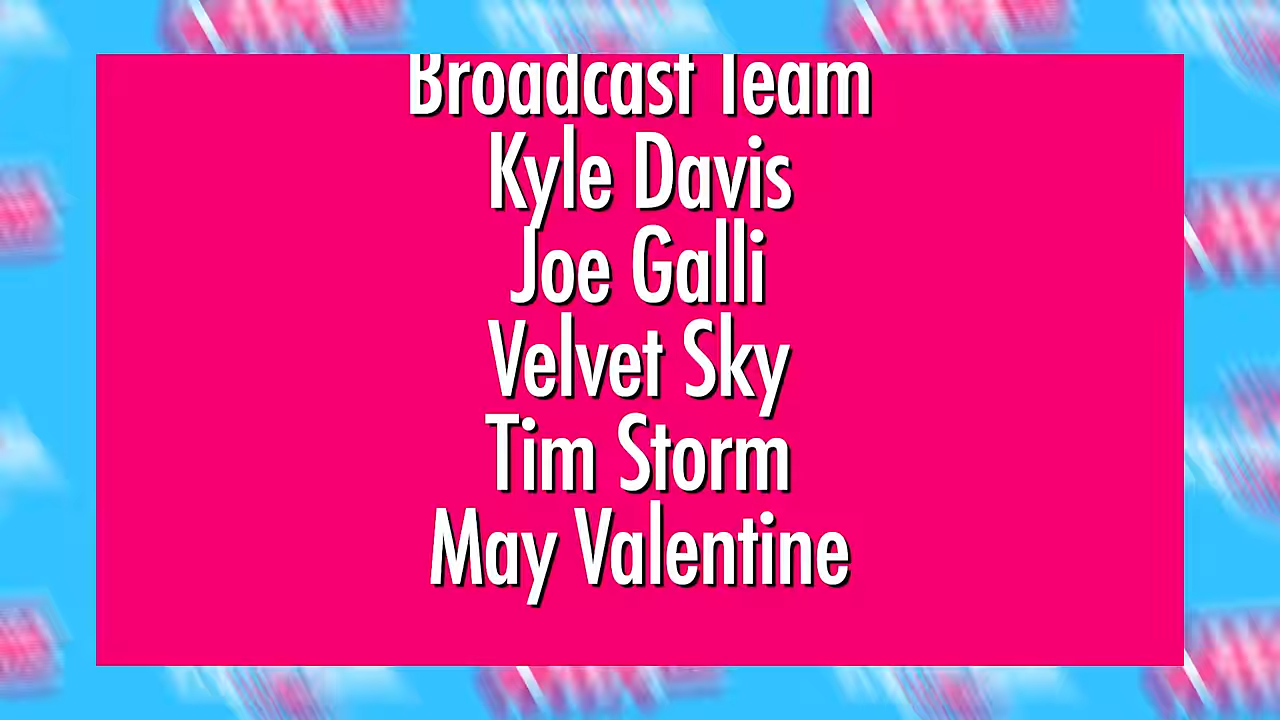 Broadcast Team
Kyle Davis
Joe Galli
Velvet Sky
Tim Storm
May Valentine